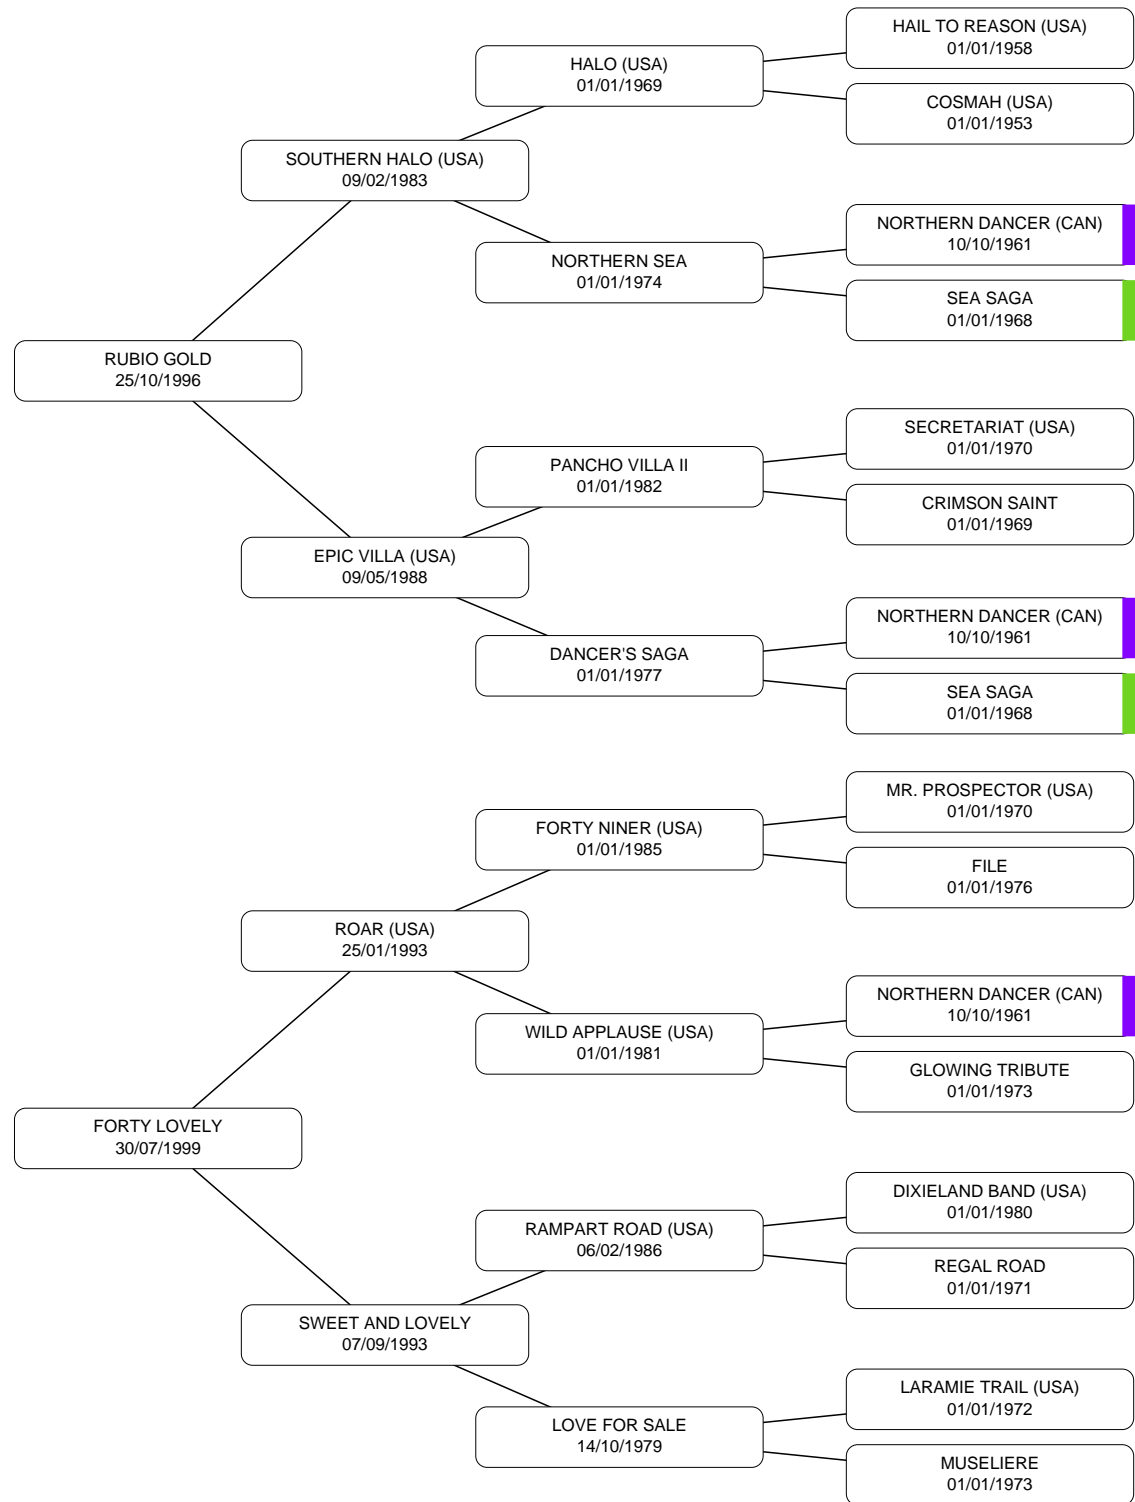 HAIL TO REASON (USA)
01/01/1958
HALO (USA)
01/01/1969
COSMAH (USA)
01/01/1953
SOUTHERN HALO (USA)
09/02/1983
NORTHERN DANCER (CAN)
10/10/1961
NORTHERN SEA
01/01/1974
SEA SAGA
01/01/1968
RUBIO GOLD
25/10/1996
SECRETARIAT (USA)
01/01/1970
PANCHO VILLA II
01/01/1982
CRIMSON SAINT
01/01/1969
EPIC VILLA (USA)
09/05/1988
NORTHERN DANCER (CAN)
10/10/1961
DANCER'S SAGA
01/01/1977
SEA SAGA
01/01/1968
MR. PROSPECTOR (USA)
01/01/1970
FORTY NINER (USA)
01/01/1985
FILE
01/01/1976
ROAR (USA)
25/01/1993
NORTHERN DANCER (CAN)
10/10/1961
WILD APPLAUSE (USA)
01/01/1981
GLOWING TRIBUTE
01/01/1973
FORTY LOVELY
30/07/1999
DIXIELAND BAND (USA)
01/01/1980
RAMPART ROAD (USA)
06/02/1986
REGAL ROAD
01/01/1971
SWEET AND LOVELY
07/09/1993
LARAMIE TRAIL (USA)
01/01/1972
LOVE FOR SALE
14/10/1979
MUSELIERE
01/01/1973